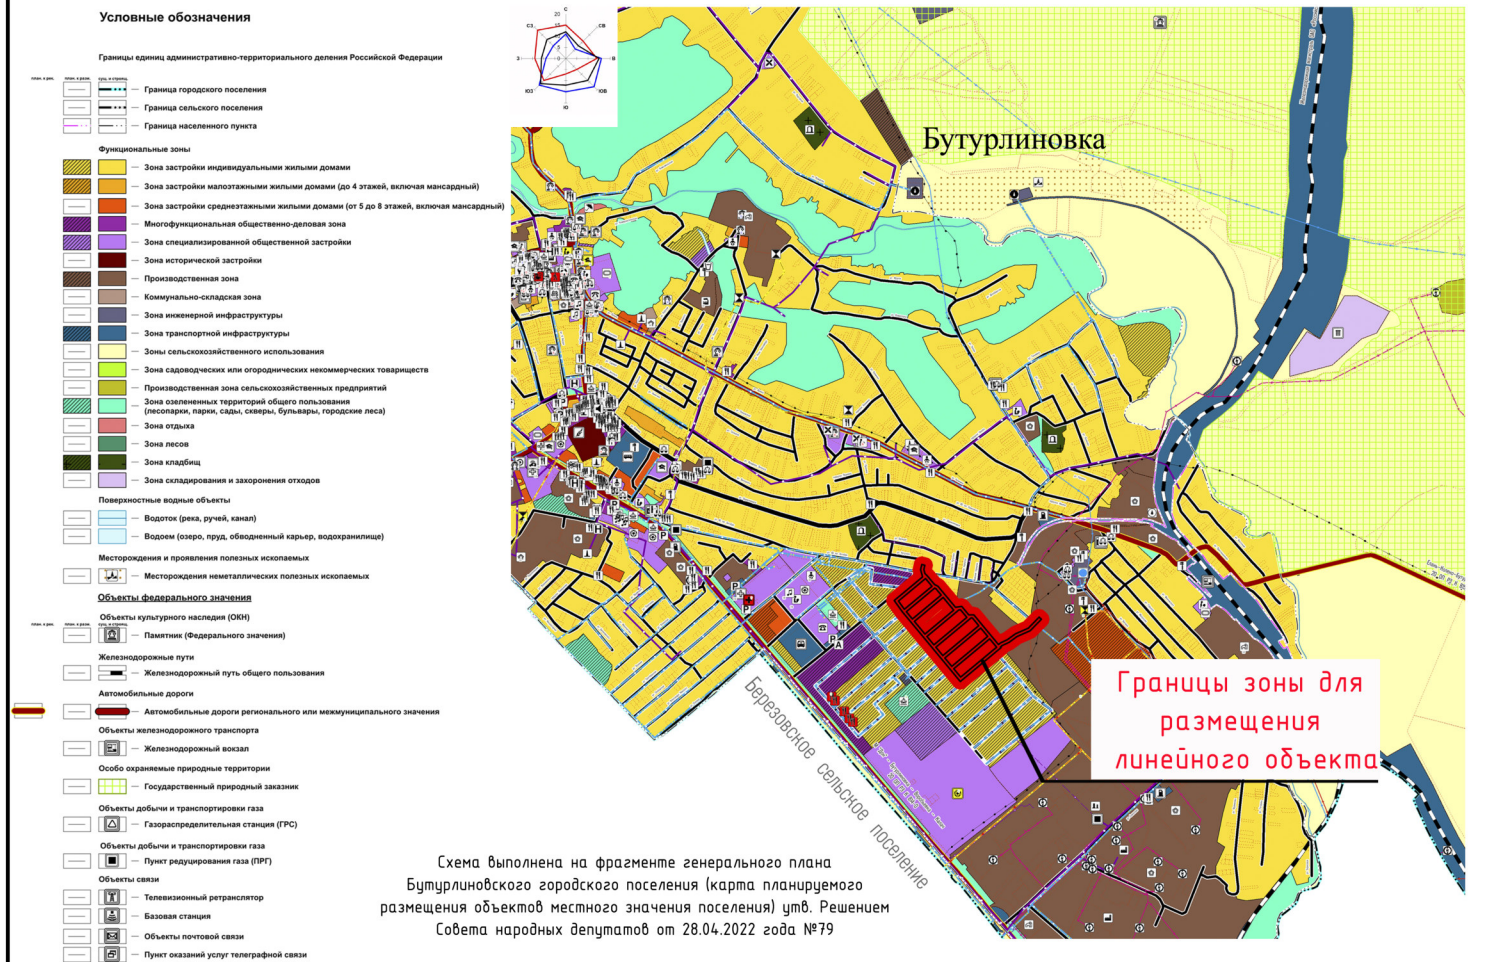 Условные обозначения
Границы единиц административно-территориального деления Российской Федерации
Граница городского поселения
Граница сельского поселения
Граница населенного пункта
Функциональные зоны
Зона застройки индивидуальными жилыми домами
Зона застройки малоэтажными жилыми домами (до 4 этажей, включая мансардный)
Зона застройки среднеэтажными жилыми домами (от 5 до 8 этажей, включая мансардный)
Многофункциональная общественно-деловая зона
Зона специализированной общественной застройки
Зона исторической застройки
Производственная зона
Коммунально-складская зона
Зона инженерной инфраструктуры
Зона транспортной инфраструктуры
Зоны сельскохозяйственного использования
Зона садоводческих или огороднических некоммерческих товариществ
Производственная зона сельскохозяйственных предприятий
Зона озелененных территорий общего пользования
(лесопарки, парки, сады, скверы, бульвары, городские леса)
Зона отдыха
Зона лесов
Зона кладбищ
Зона складирования и захоронения отходов
Поверхностные водные объекты
Водоток (река, ручей, канал)
Водоем (озеро, пруд, обводненный карьер, водохранилище)
Месторождения и проявления полезных ископаемых
Месторождения неметаллических полезных ископаемых
Объекты федерального значения
Объекты культурного наследия (ОКН)
Памятник (Федерального значения)
Железнодорожные пути
Железнодорожный путь общего пользования
Автомобильные дороги
Автомобильные дороги регионального или межмуниципального значения
Объекты железнодорожного транспорта
Железнодорожный вокзал
Особо охраняемые природные территории
Государственный природный заказник
Объекты добычи и транспортировки газа
Газораспределительная станция (ГРС)
Объекты добычи и транспортировки газа
Пункт редуцирования газа (ПРГ)
Объекты связи
Телевизионный ретранслятор
Базовая станция
Объекты почтовой связи
Пункт оказаний услуг телеграфной связи
С
СВ
В
ЮВ
Ю
ЮЗ
З
СЗ
Бутурлиновка
Границы зоны для
размещения
линейного объекта
Березовское сельское поселение
Схема выполнена на фрагменте генерального плана
Бутурлиновского городского поселения (карта планируемого
размещения объектов местного значения поселения) утв. Решением
Совета народных депутатов от 28.04.2022 года №79